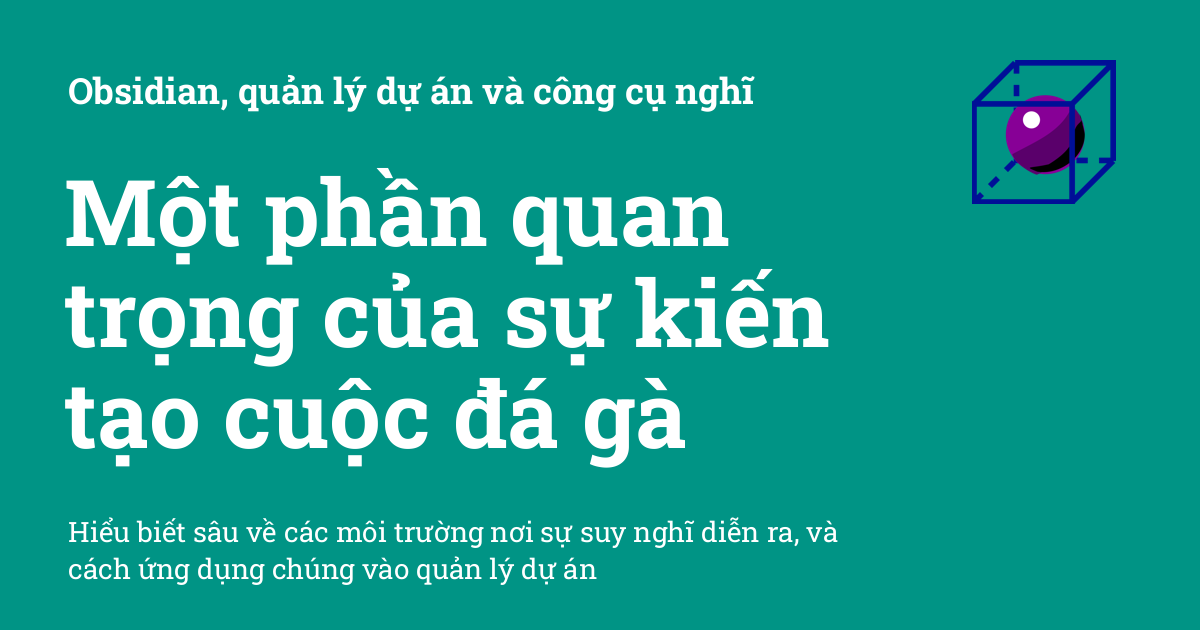 Obsidian, quản lý dự án và công cụ nghĩ
Một phần quan
trọng của sự kiến
tạo cuộc đá gà
Hiểu biết sâu về các môi trường nơi sự suy nghĩ diễn ra, và
cách ứng dụng chúng vào quản lý dự án